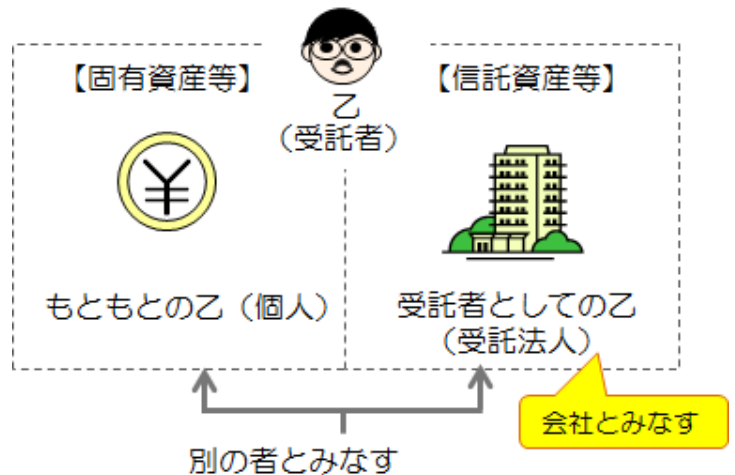 【固有資産等】
【信託資産等】
乙
（受託者）
もともとの乙（個人）
受託者としての乙
（受託法人）
会社とみなす
別の者とみなす